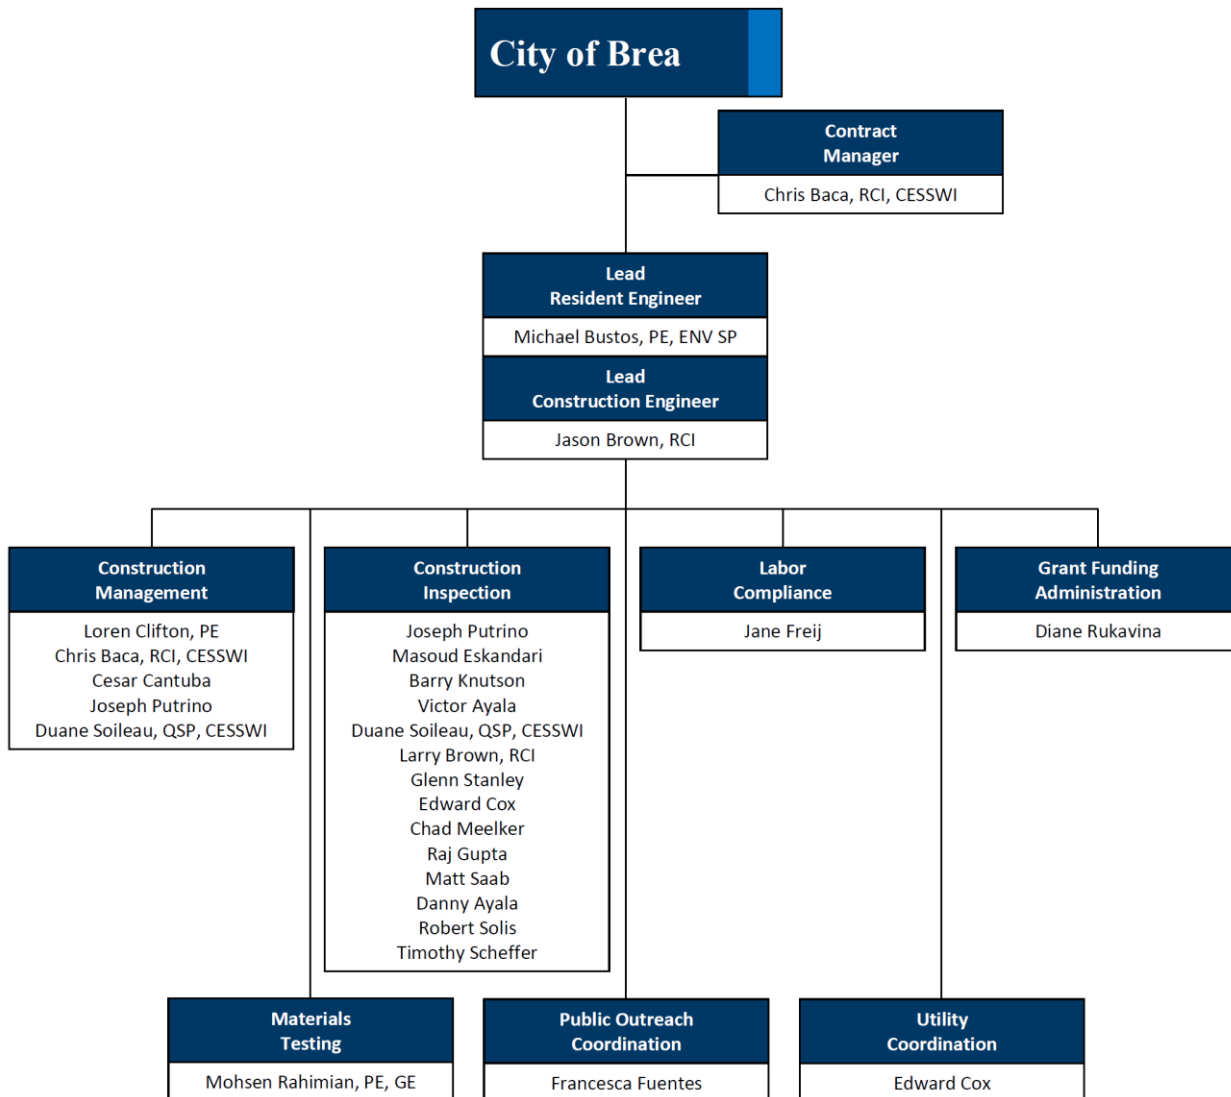 City of Brea
Contract
Manager
Chris Baca, RCI, CESSWI
Lead
Resident Engineer
Michael Bustos, PE, ENV SP
Lead
Construction Engineer
Jason Brown, RCI
Construction
Management
Loren Clifton, PE
Chris Baca, RCI, CESSWI
Cesar Cantuba
Joseph Putrino
Duane Soileau, QSP, CESSWI
Construction
Inspection
Joseph Putrino
Masoud Eskandari
Barry Knutson
Victor Ayala
Duane Soileau, QSP, CESSWI
Larry Brown, RCI
Glenn Stanley
Edward Cox
Chad Meelker
Raj Gupta
Matt Saab
Danny Ayala
Robert Solis
Timothy Scheffer
Labor
Compliance
Jane Freij
Grant Funding
Administration
Diane Rukavina
Materials
Testing
Mohsen Rahimian, PE, GE
Public Outreach
Coordination
Francesca Fuentes
Utility
Coordination
Edward Cox